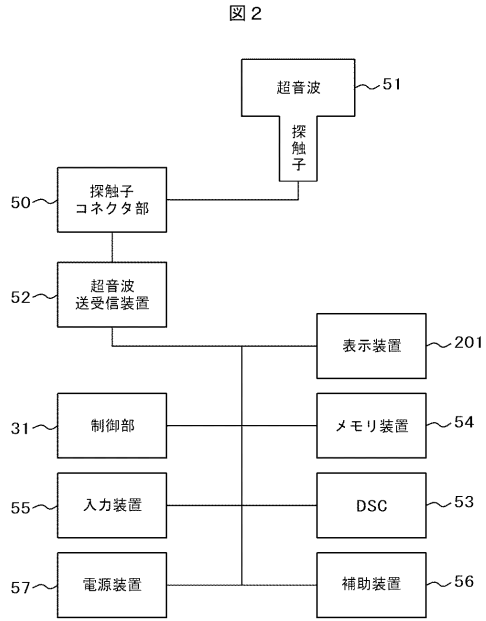 図2
超音波
探触子
51
探触子
コネクタ部
50
超音波
送受信装置
52
表示装置
201
制御部
31
メモリ装置
54
入力装置
55
DSC
53
電源装置
57
補助装置
56